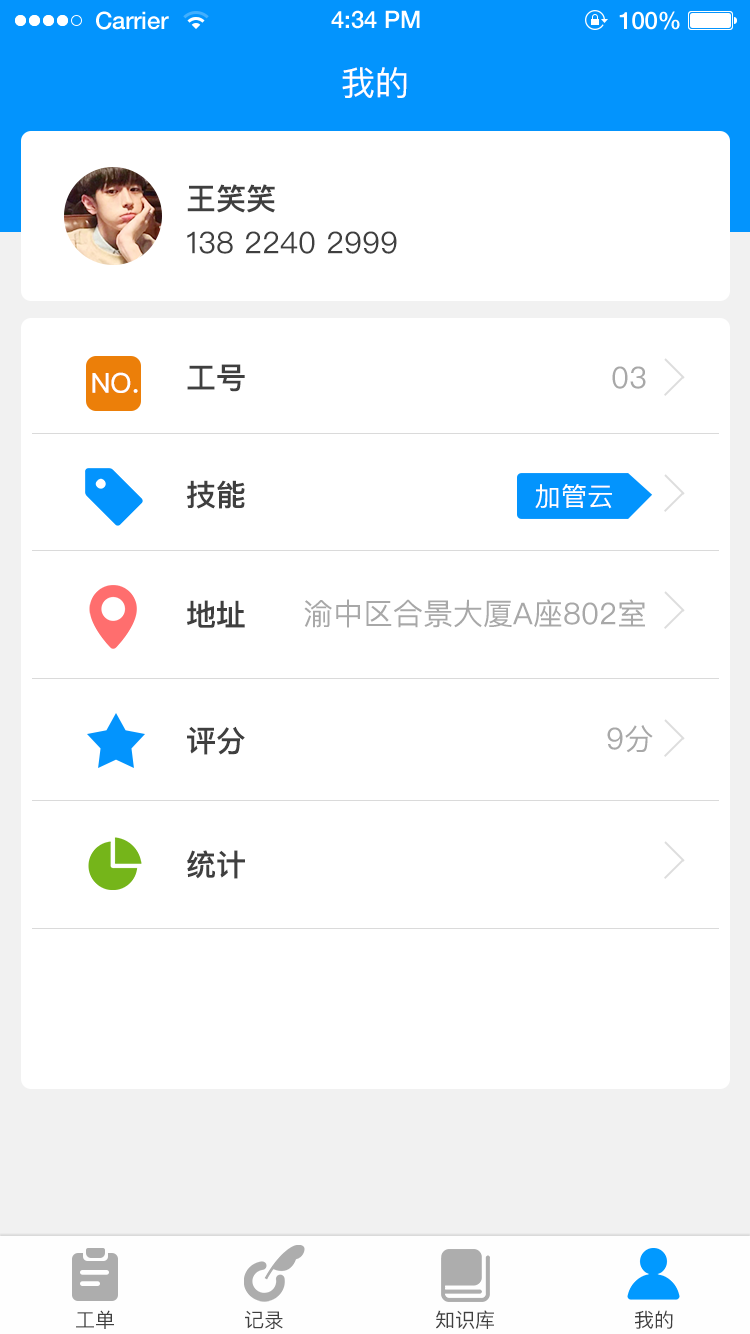 Carrier 4:34 PM 100%
我的
王笑笑
138 2240 2999
NO. 工号 03
技能 加管云
地址 渝中区合景大厦A座802室
评分 9分
统计
工单 记录 知识库 我的